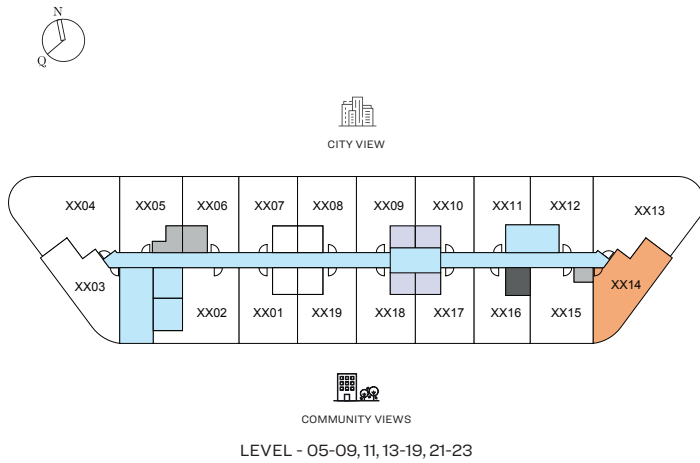 N
Q
CITY VIEW
XX04 XX05 XX06 XX07 XX08 XX09 XX10 XX11 XX12 XX13
XX03 XX14
XX02 XX01 XX19 XX18 XX17 XX16 XX15
COMMUNITY VIEWS
LEVEL - 05-09, 11, 13-19, 21-23